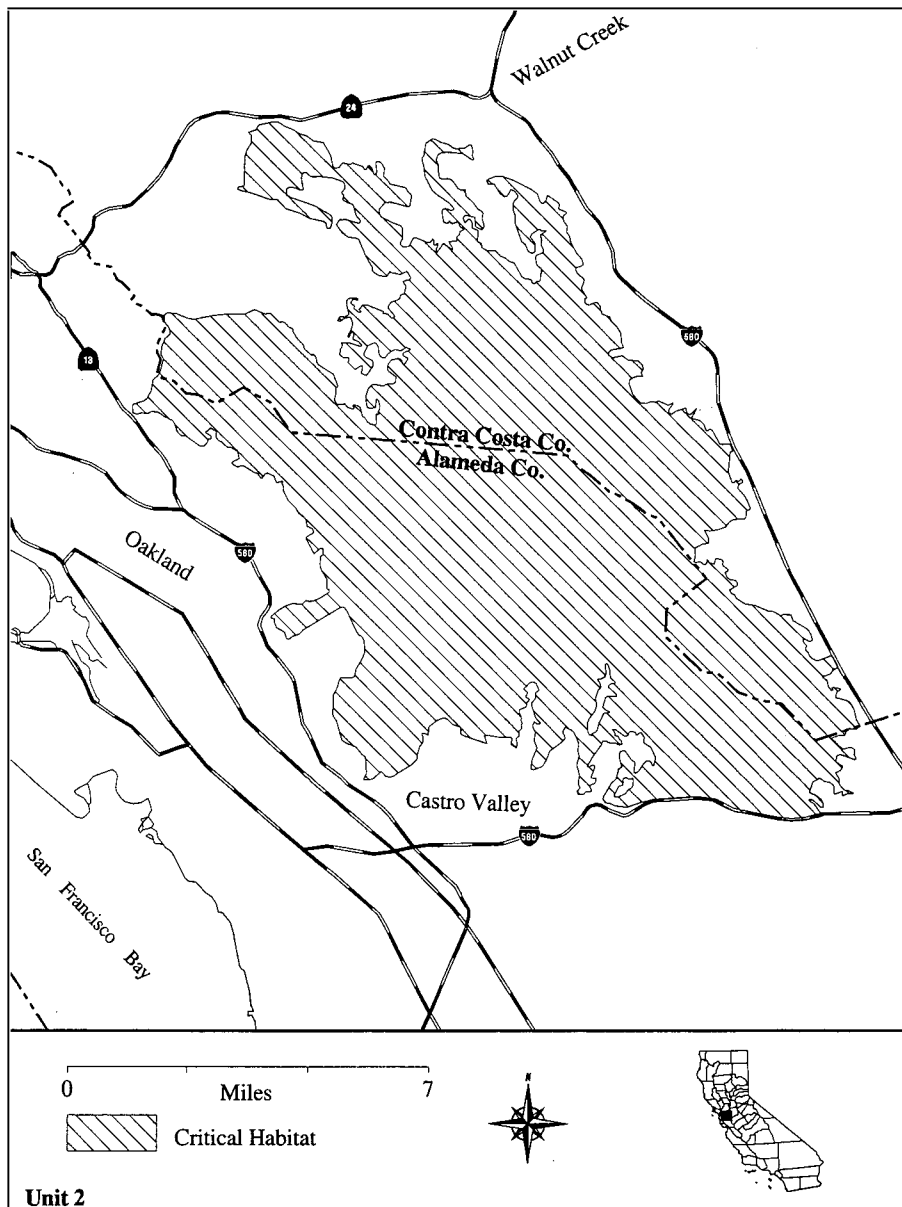 Walnut Creek
24
13
680
Contra Costa Co.
Alameda Co.
Oakland
580
Castro Valley
580
San Francisco Bay
N
0
7
Miles
Critical Habitat
Unit 2